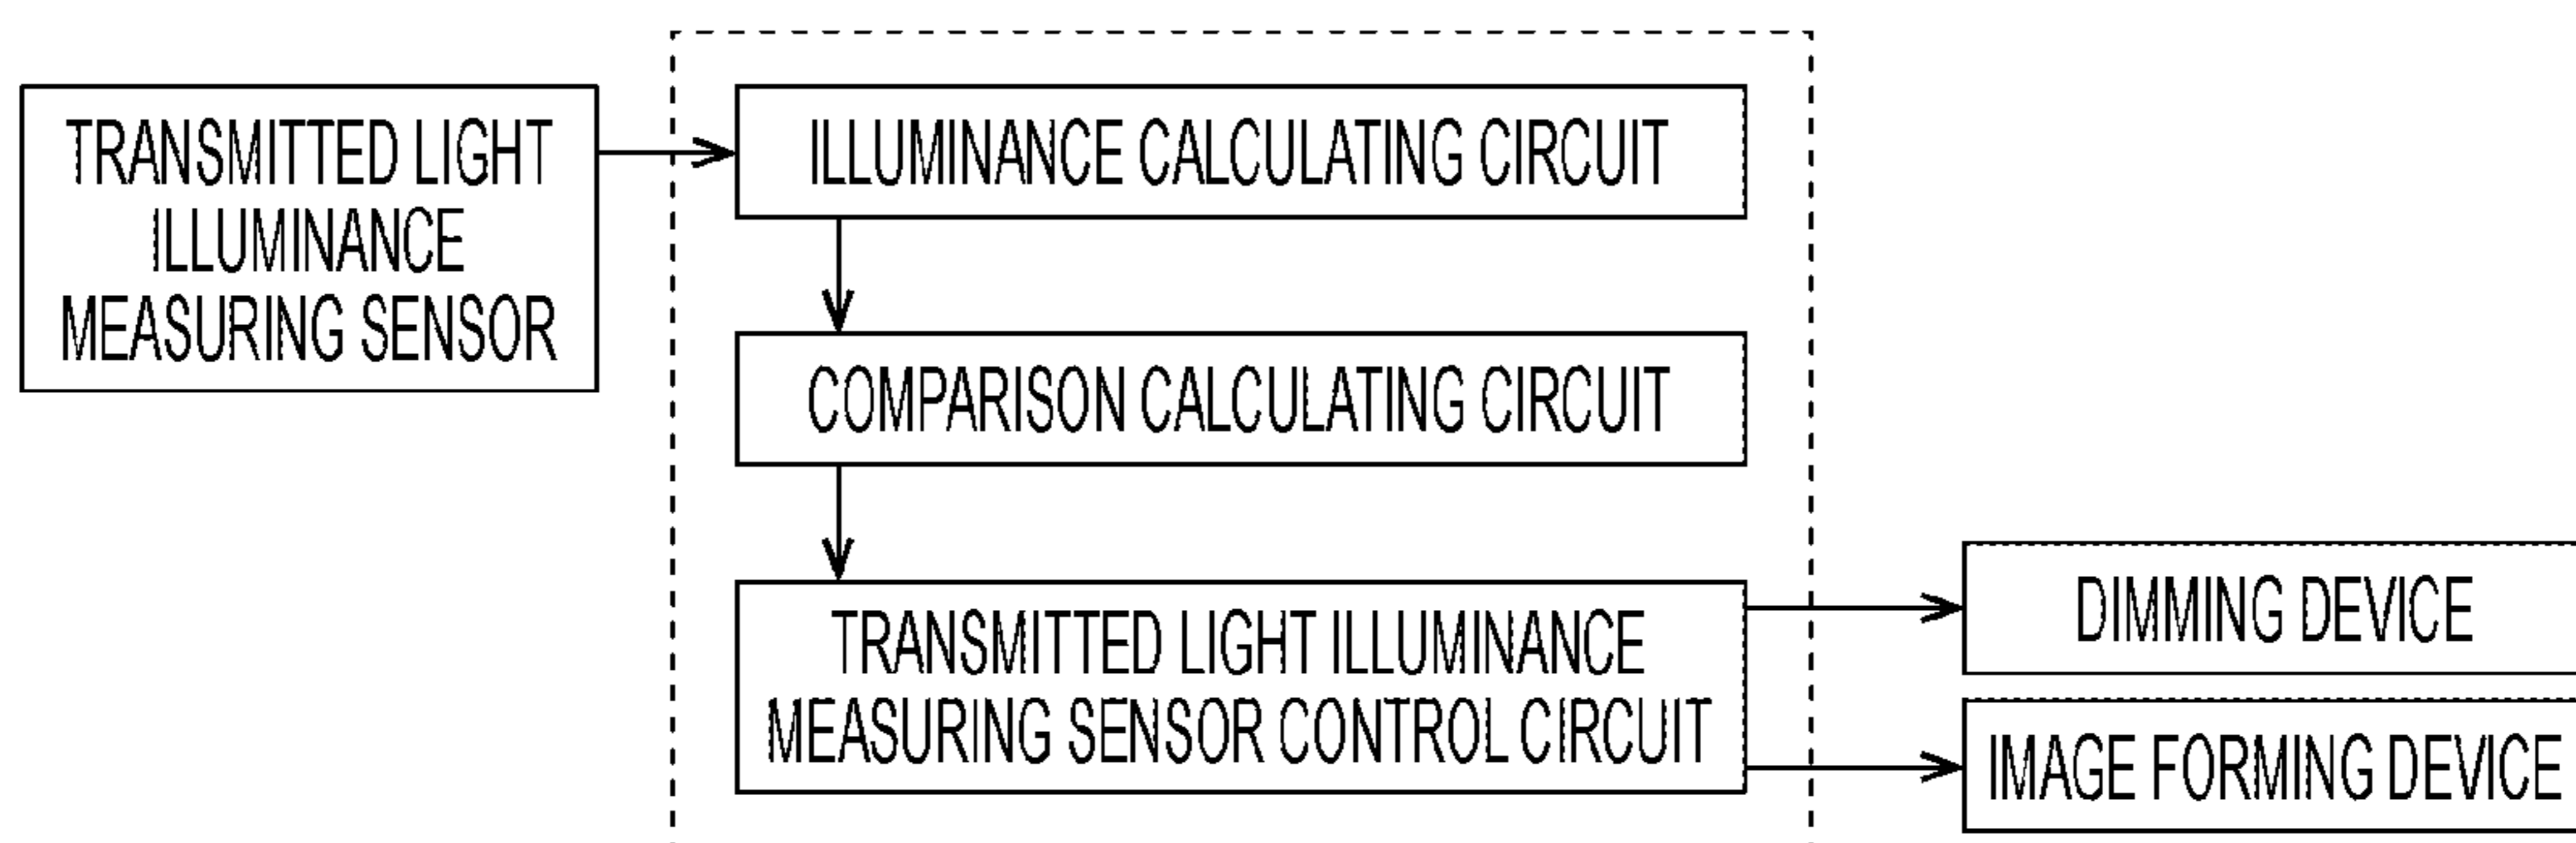 TRANSMITTED LIGHT
ILLUMINANCE
MEASURING SENSOR
ILLUMINANCE CALCULATING CIRCUIT
COMPARISON CALCULATING CIRCUIT
TRANSMITTED LIGHT ILLUMINANCE
MEASURING SENSOR CONTROL CIRCUIT
DIMMING DEVICE
IMAGE FORMING DEVICE